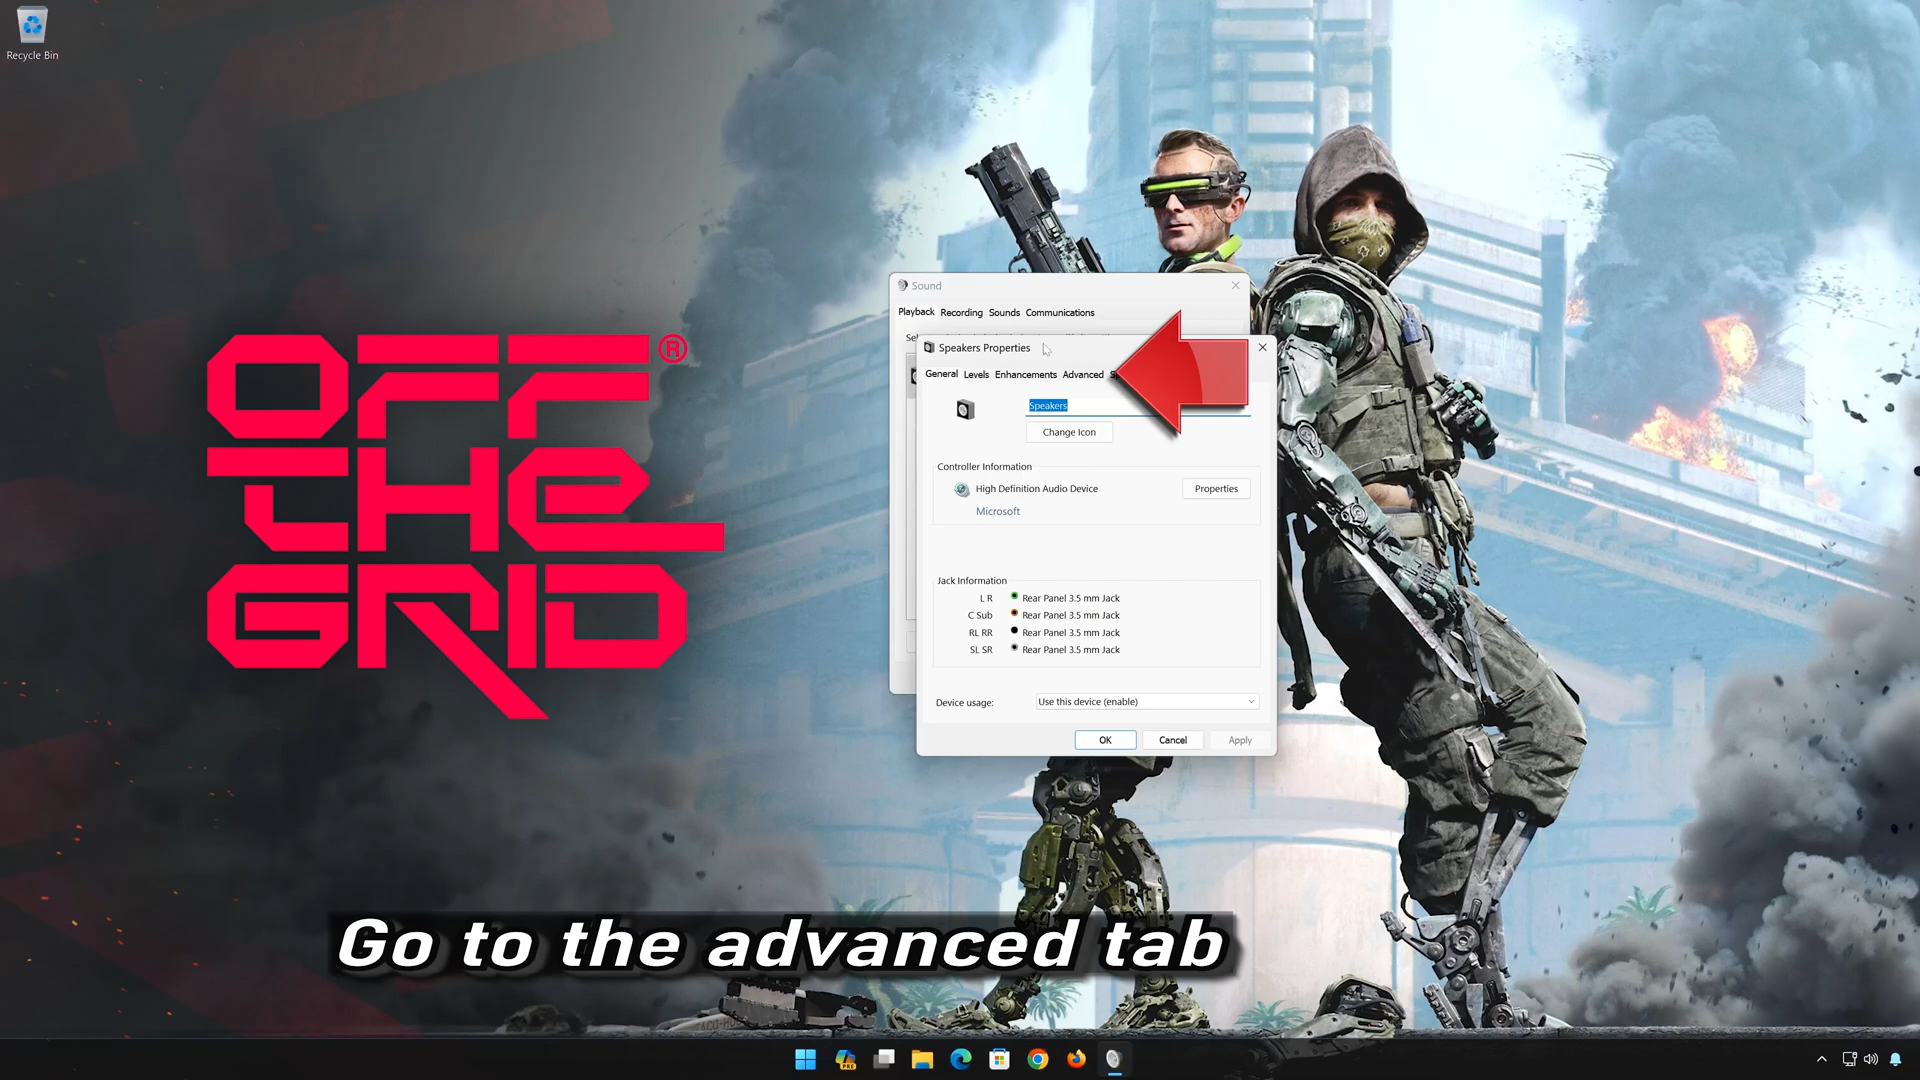 Recycle Bin
OFF®
THE
GRID
Sound
Playback Recording Sounds Communications
Speakers Properties
General Levels Enhancements Advanced
Speakers
Change Icon
Controller Information
High Definition Audio Device
Properties
Microsoft
Jack Information
L R Rear Panel 3.5 mm Jack
C Sub Rear Panel 3.5 mm Jack
RL RR Rear Panel 3.5 mm Jack
SL SR Rear Panel 3.5 mm Jack
Device usage: Use this device (enable)
OK Cancel Apply
Go to the advanced tab
PRE